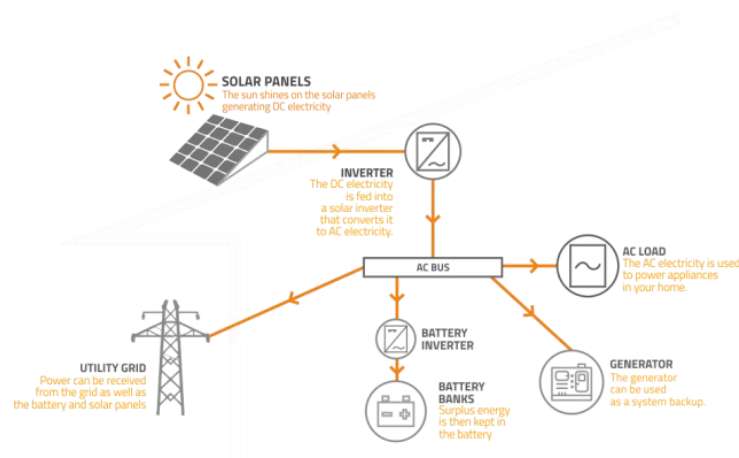 SOLAR PANELS
The sun shines on the solar panels
generating DC electricity
INVERTER
The DC electricity
is fed into
a solar inverter
that converts it
to AC electricity.
AC BUS
AC LOAD
The AC electricity is used
to power appliances
in your home.
UTILITY GRID
Power can be received
from the grid as well as
the battery and solar panels
BATTERY
INVERTER
BATTERY
BANKS
Surplus energy
is then kept in
the battery
GENERATOR
The generator
can be used
as a system backup.